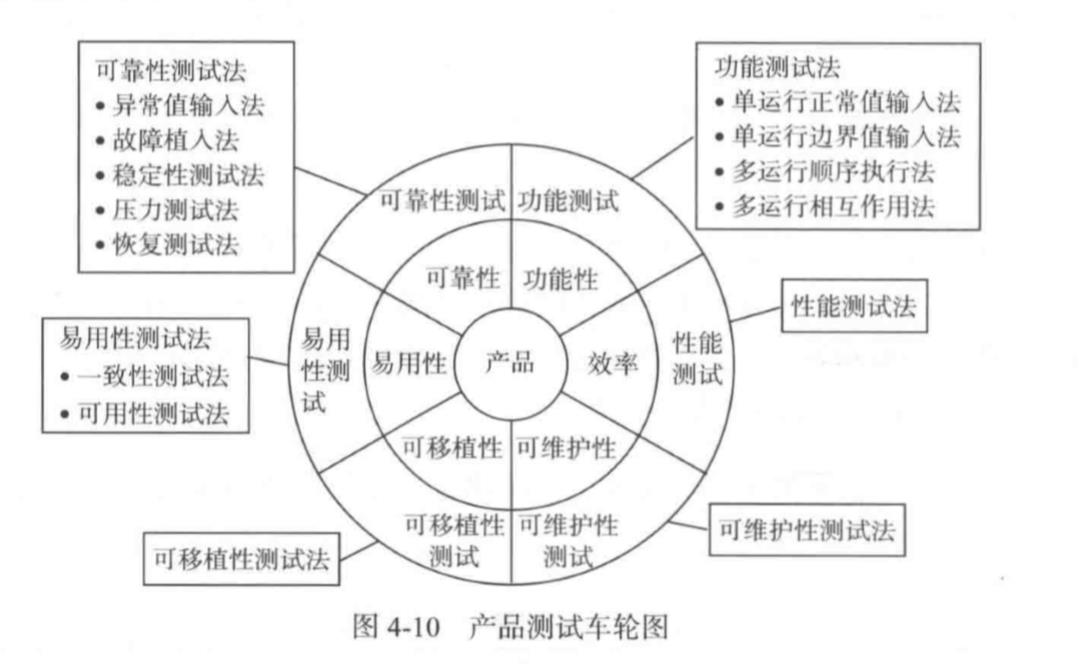 可靠性测试法
• 异常值输入法
• 故障植入法
• 稳定性测试法
• 压力测试法
• 恢复测试法
功能测试法
• 单运行正常值输入法
• 单运行边界值输入法
• 多运行顺序执行法
• 多运行相互作用法
可靠性测试
功能测试
可靠性
功能性
性能测试法
易用性测试法
• 一致性测试法
• 可用性测试法
易用
性测
试
易用性
产品
效率
性能
测试
可移植性
可维护性
可移植性
测试
可维护性
测试
可移植性测试法
可维护性测试法
图 4-10 产品测试车轮图